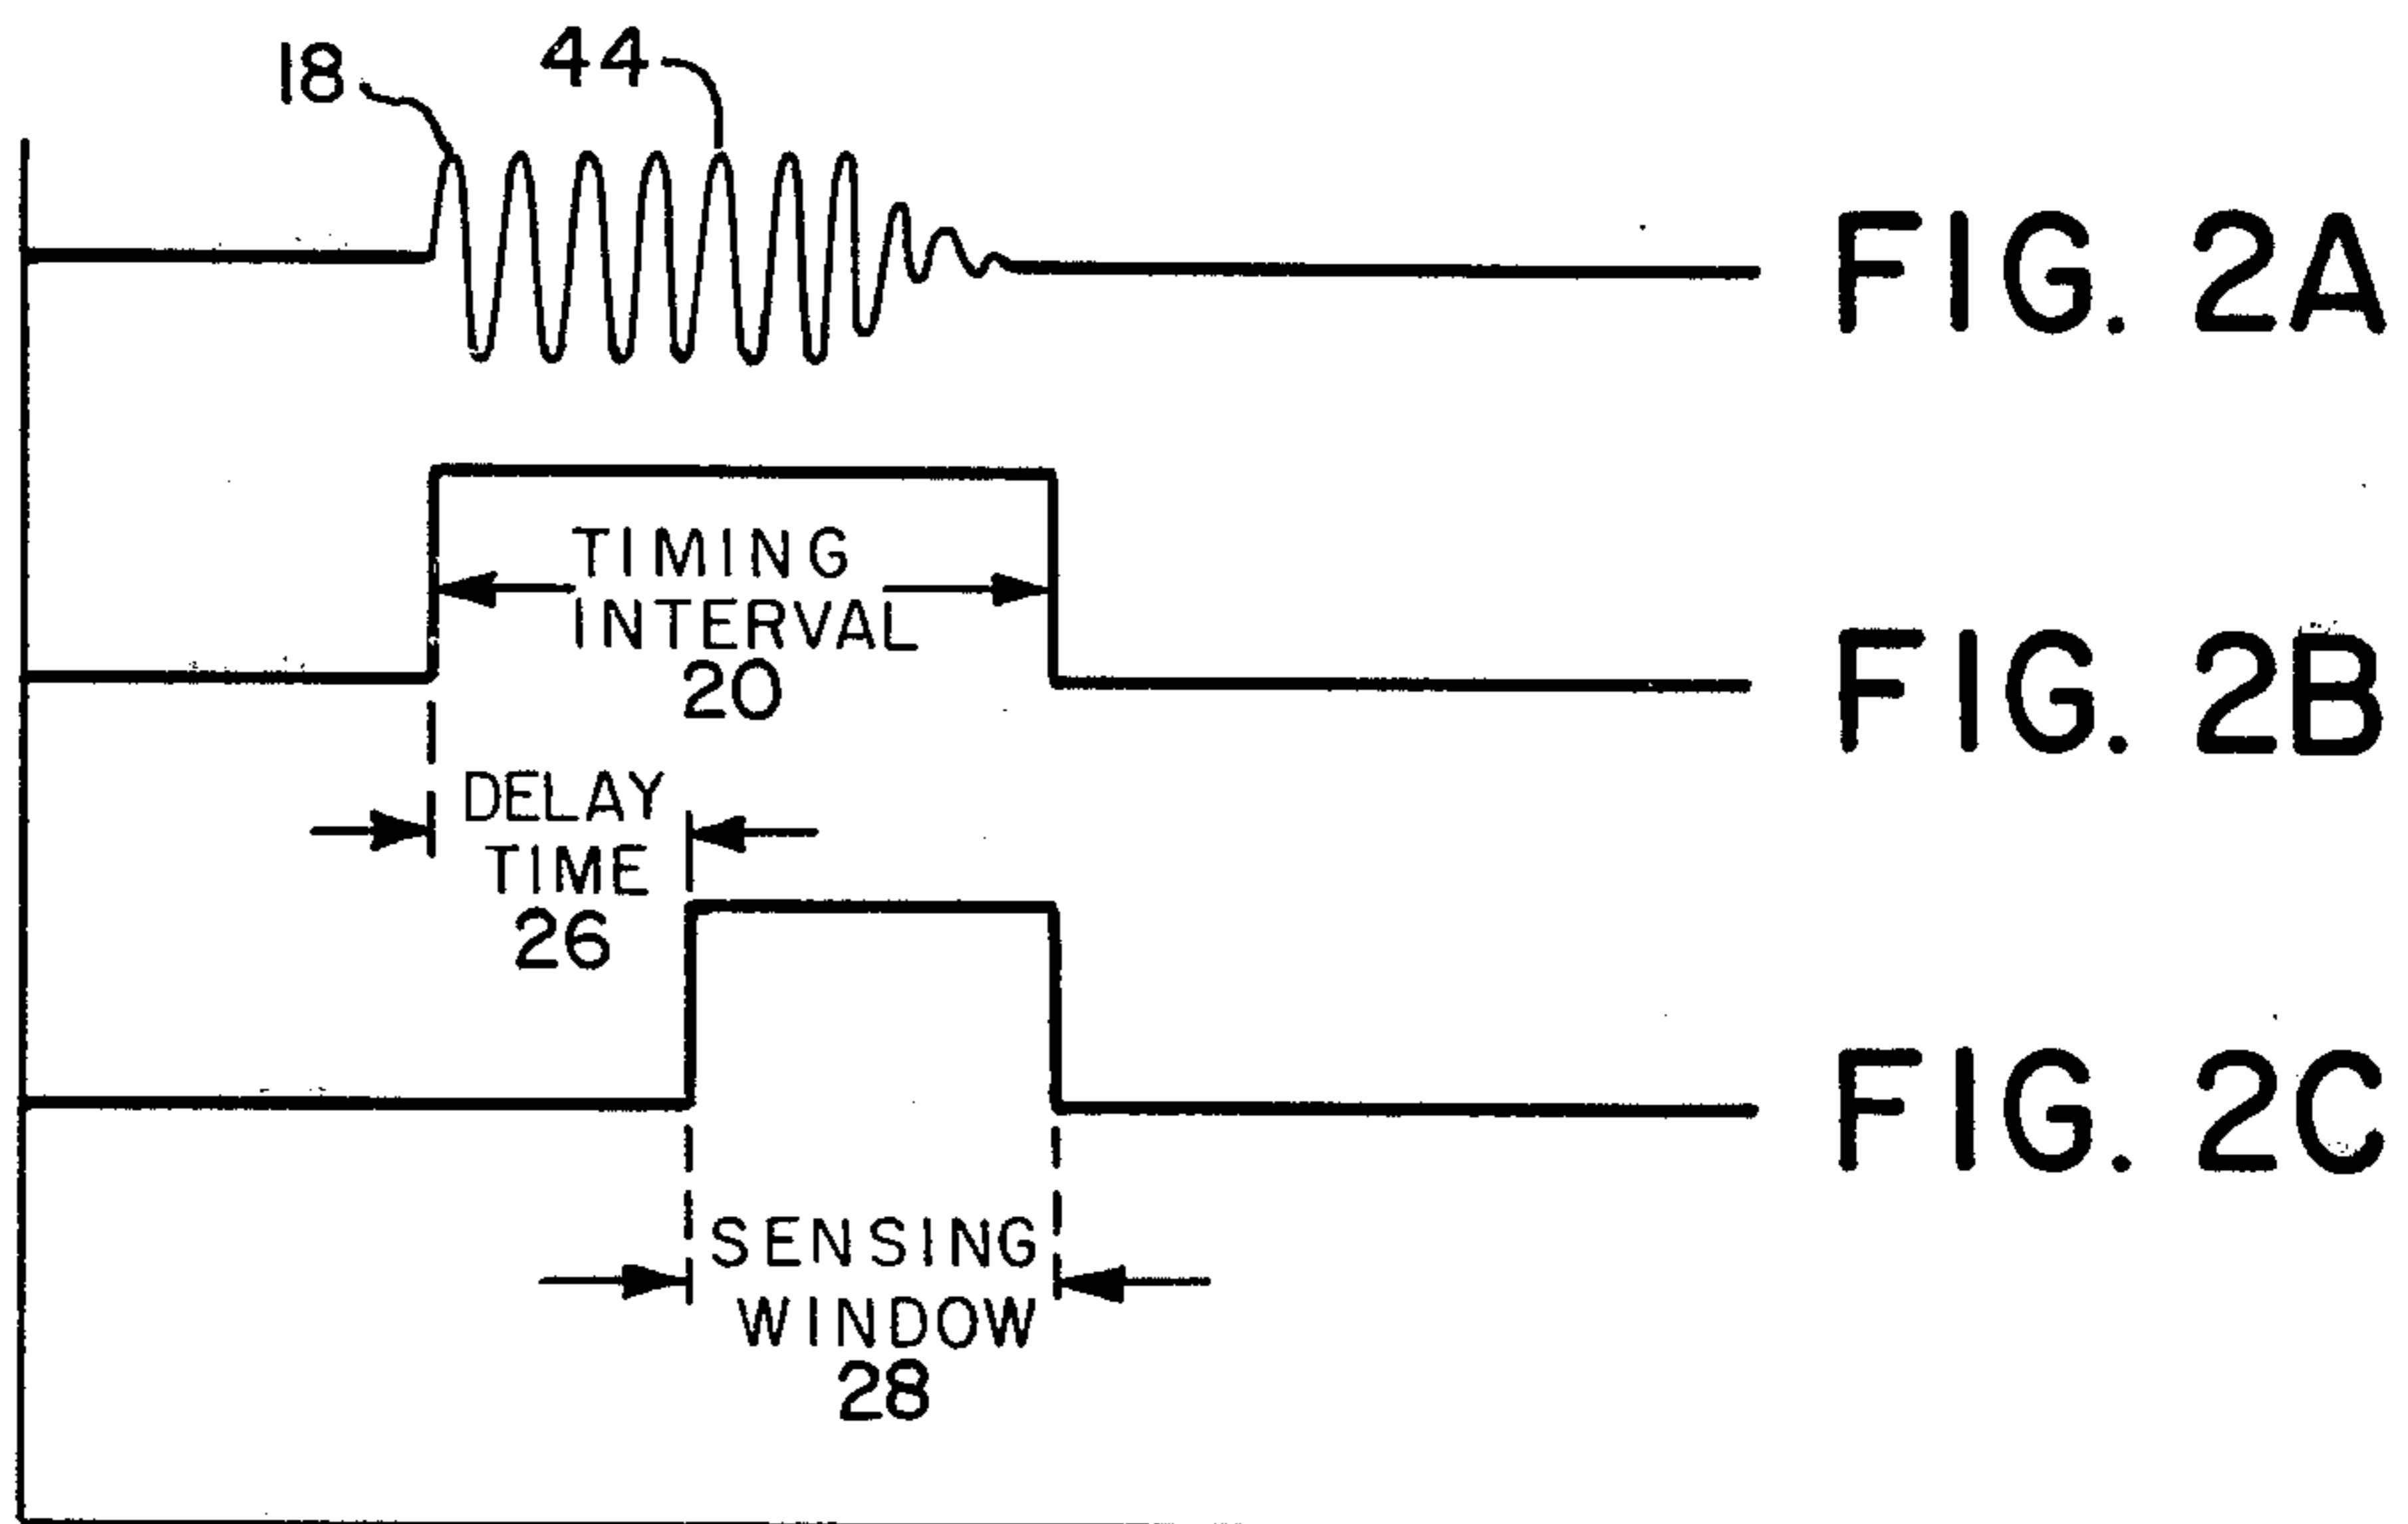 18
44
FIG. 2A
TIMING
INTERVAL
20
FIG. 2B
DELAY
TIME
26
FIG. 2C
SENSING
WINDOW
28